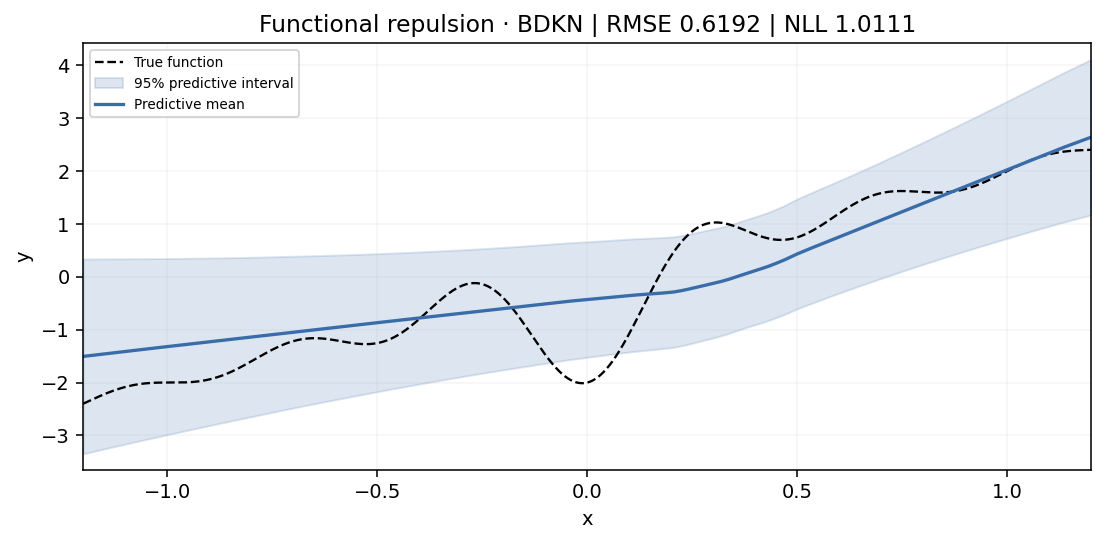 Functional repulsion · BDKN | RMSE 0.6192 | NLL 1.0111
True function
95% predictive interval
Predictive mean
4
3
2
1
0
−1
−2
−3
y
−1.0 −0.5 0.0 0.5 1.0
x